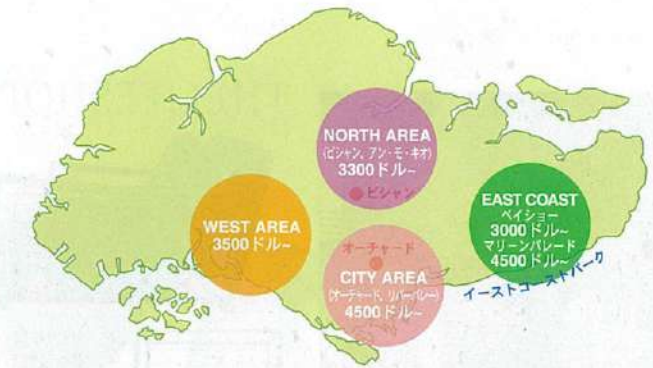 NORTH AREA
(ビシャン、アン・モ・キオ)
3300ドル~
ビシャン
WEST AREA
3500ドル~
EAST COAST
ベイショー
3000ドル~
マリーンパレード
4500ドル~
イーストコーストパーク
オーチャード
CITY AREA
(オーチャード、リバーバレー)
4500ドル~